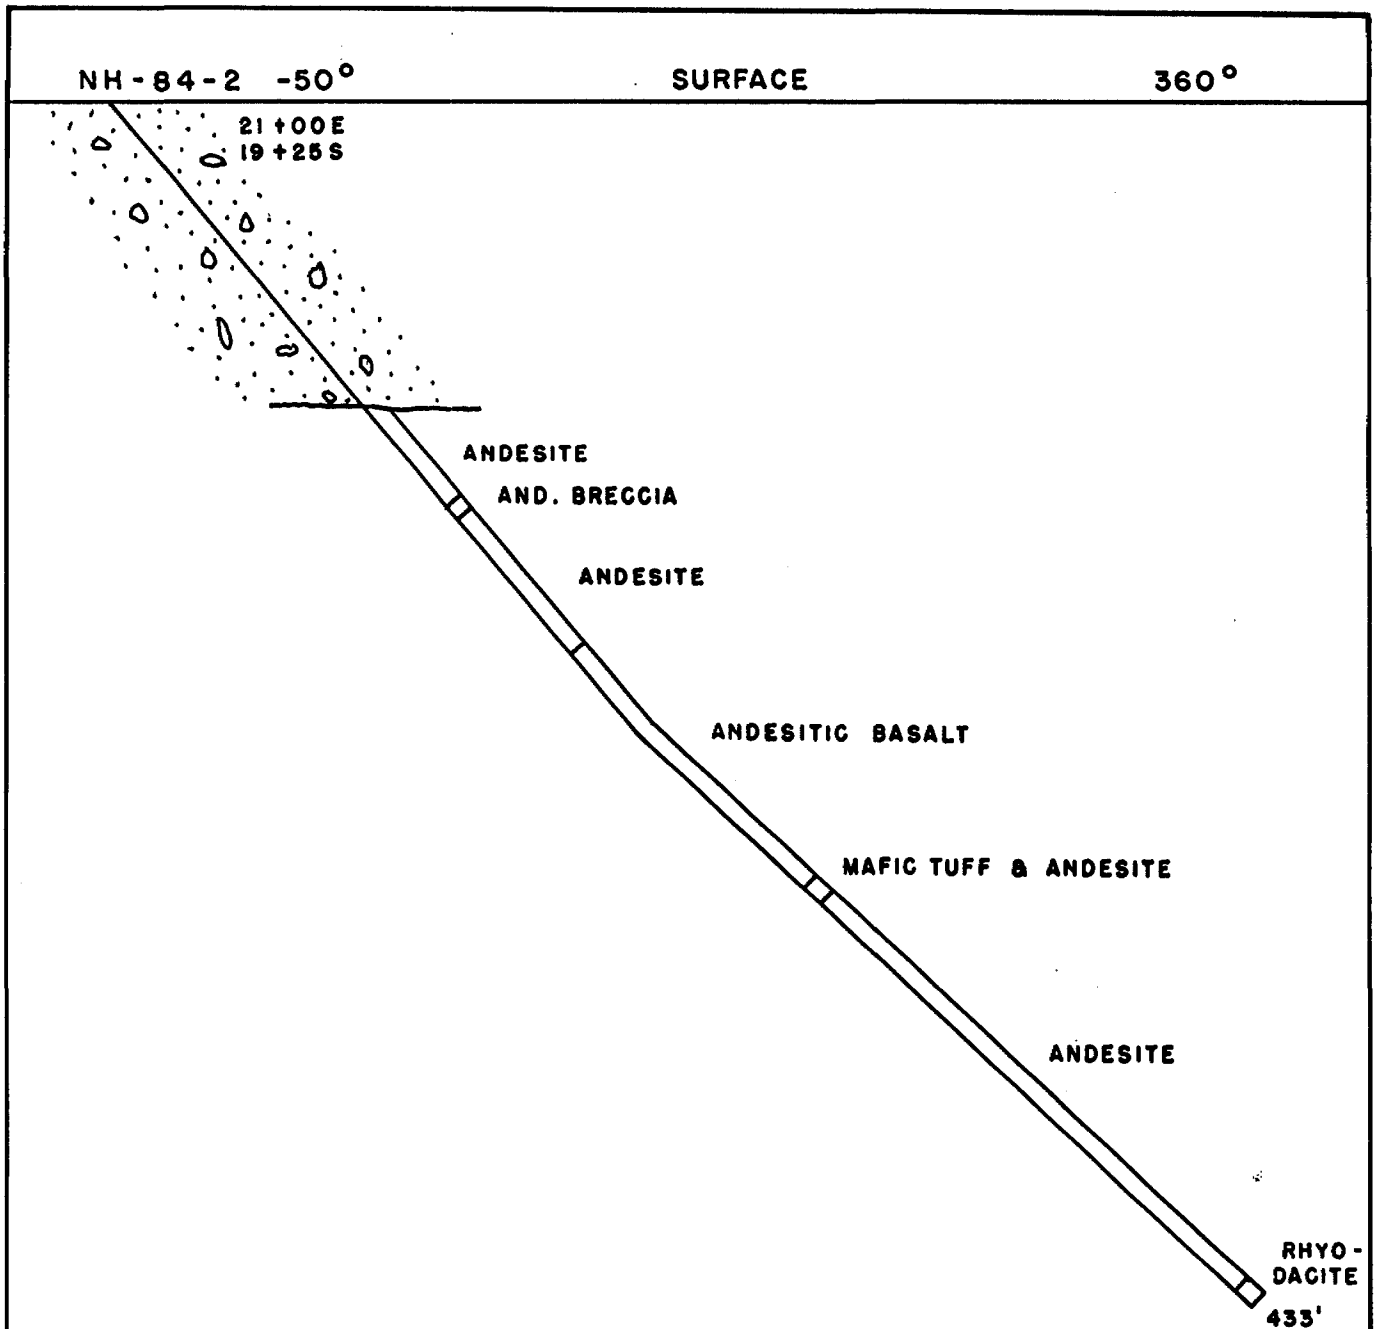 NH-84-2 -50° SURFACE 360°
21+00E
19+25S
ANDESITE
AND. BRECCIA
ANDESITE
ANDESITIC BASALT
MAFIC TUFF & ANDESITE
ANDESITE
RHYO-
DACITE
433'